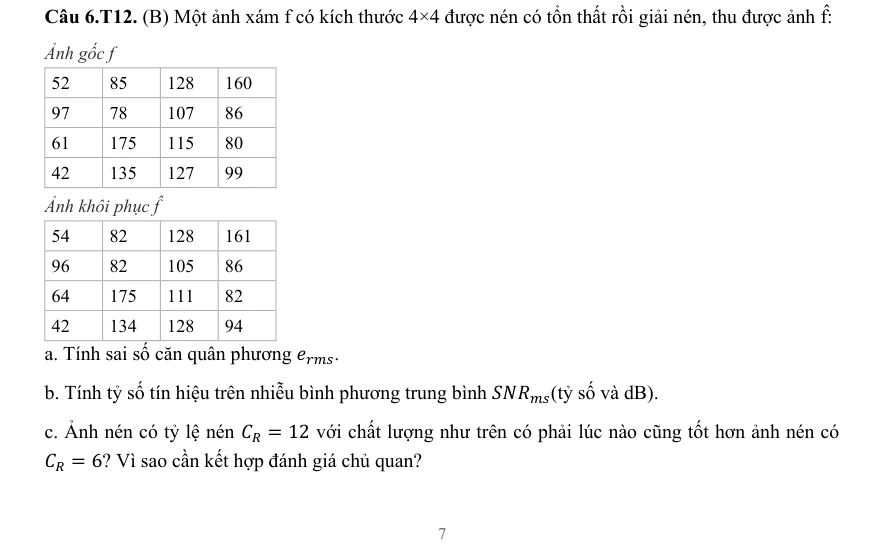 Câu 6.T12. (B) Một ảnh xám f có kích thước 4×4 được nén có tổn thất rồi giải nén, thu được ảnh f̂:
Ảnh gốc f
52 85 128 160
97 78 107 86
61 175 115 80
42 135 127 99
Ảnh khôi phục f̂
54 82 128 161
96 82 105 86
64 175 111 82
42 134 128 94
a. Tính sai số căn quân phương eᵣₘₛ.
b. Tính tỷ số tín hiệu trên nhiễu bình phương trung bình SNRₘₛ(tỷ số và dB).
c. Ảnh nén có tỷ lệ nén C_R = 12 với chất lượng như trên có phải lúc nào cũng tốt hơn ảnh nén có
C_R = 6? Vì sao cần kết hợp đánh giá chủ quan?
7